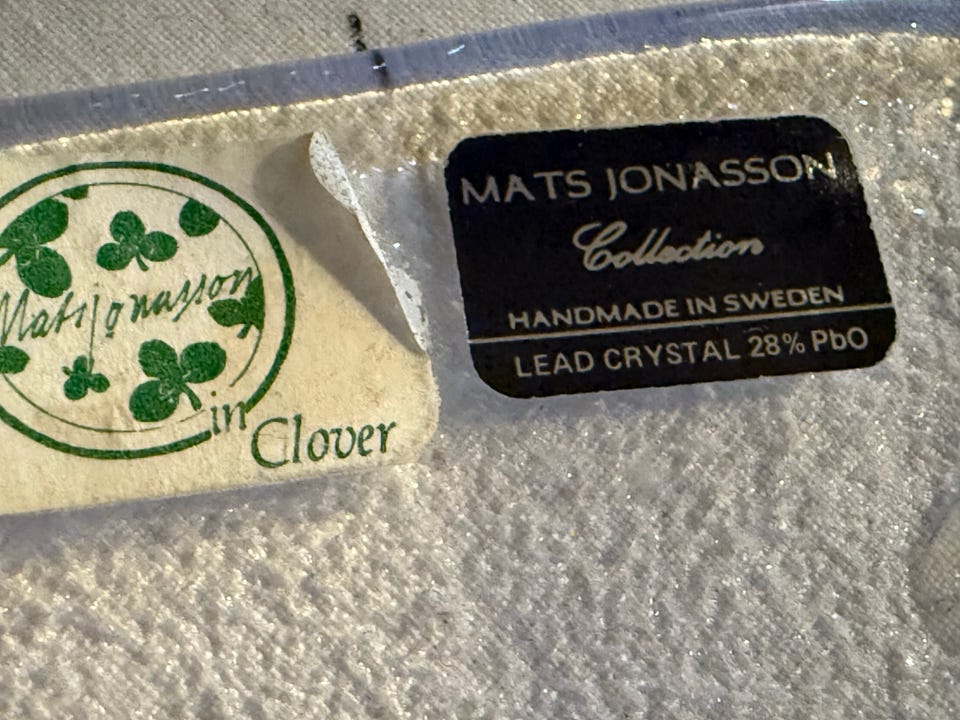 Mats Jonasson
in
Clover
MATS JONASSON
Collection
HANDMADE IN SWEDEN
LEAD CRYSTAL 28% PbO